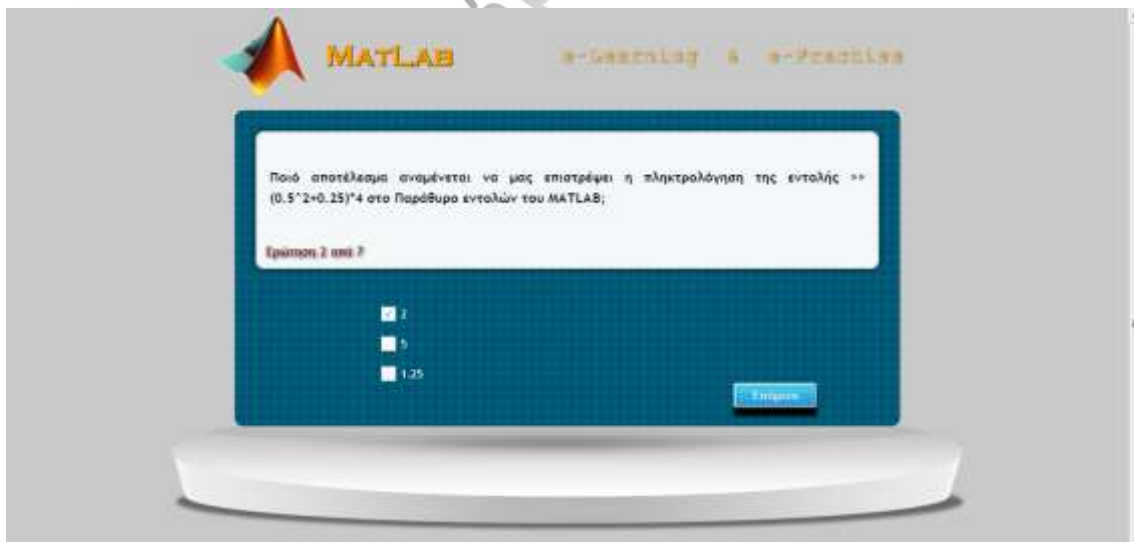 MATLAB e-Learning & e-Practise
Ποιό αποτέλεσμα αναμένεται να μας επιστρέψει η πληκτρολόγηση της εντολής >>
(0.5^2+0.25)*4 στο Παράθυρο εντολών του MATLAB;
Ερώτηση 2 από 7
2
5
1.25
Επόμενο